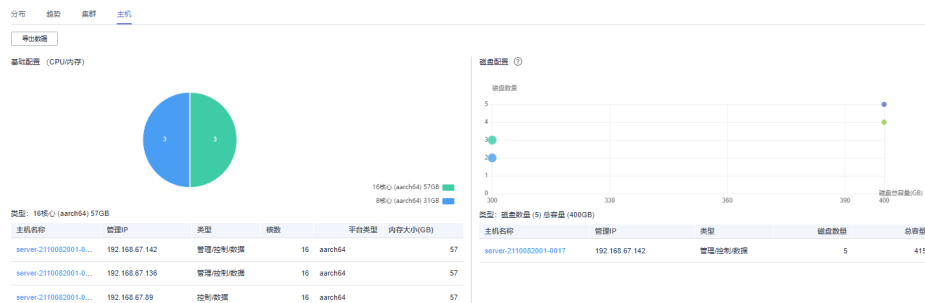 分布 趋势 集群 主机
导出数据
基础配置 (CPU/内存)
3 3
16核心 (aarch64) 57GB
8核心 (aarch64) 31GB
类型: 16核心 (aarch64) 57GB
主机名称 管理IP 类型 核数 平台类型 内存大小(GB)
server-2110082001-0... 192.168.67.142 管理/控制/数据 16 aarch64 57
server-2110082001-0... 192.168.67.136 管理/控制/数据 16 aarch64 57
server-2110082001-0... 192.168.67.89 控制/数据 16 aarch64 57
磁盘配置 ?
磁盘数量
5
4
3
2
1
0
300 330 360 390 400
磁盘总容量(GB)
类型: 磁盘数量 (5) 总容量 (400GB)
主机名称 管理IP 类型 磁盘数量 总容量
server-2110082001-0017 192.168.67.142 管理/控制/数据 5 415